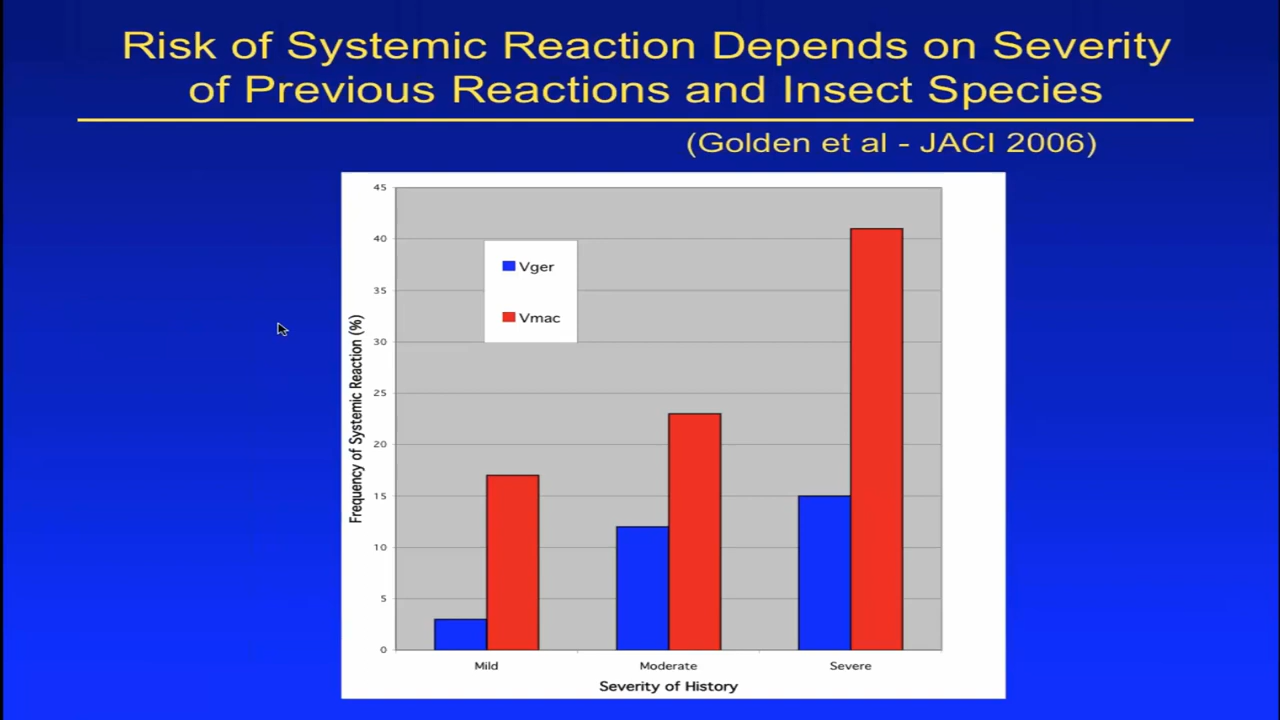 Risk of Systemic Reaction Depends on Severity
of Previous Reactions and Insect Species
(Golden et al - JACI 2006)
Frequency of Systemic Reaction (%)
45
40
35
30
25
20
15
10
5
0
Vger
Vmac
Mild Moderate Severe
Severity of History